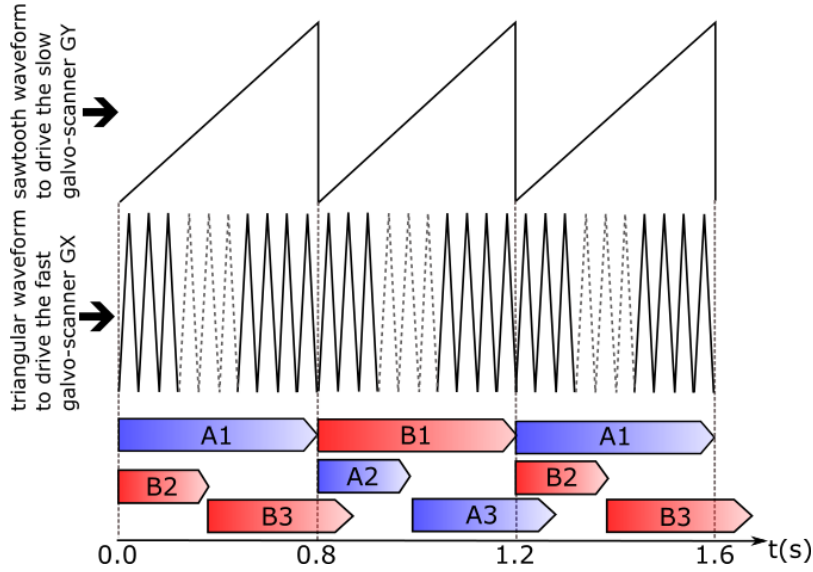 sawtooth waveform
to drive the slow
galvo-scanner GY
triangular waveform
to drive the fast
galvo-scanner GX
A1
B1
A1
B2
A2
B2
B3
A3
B3
0.0
0.8
1.2
1.6
t(s)